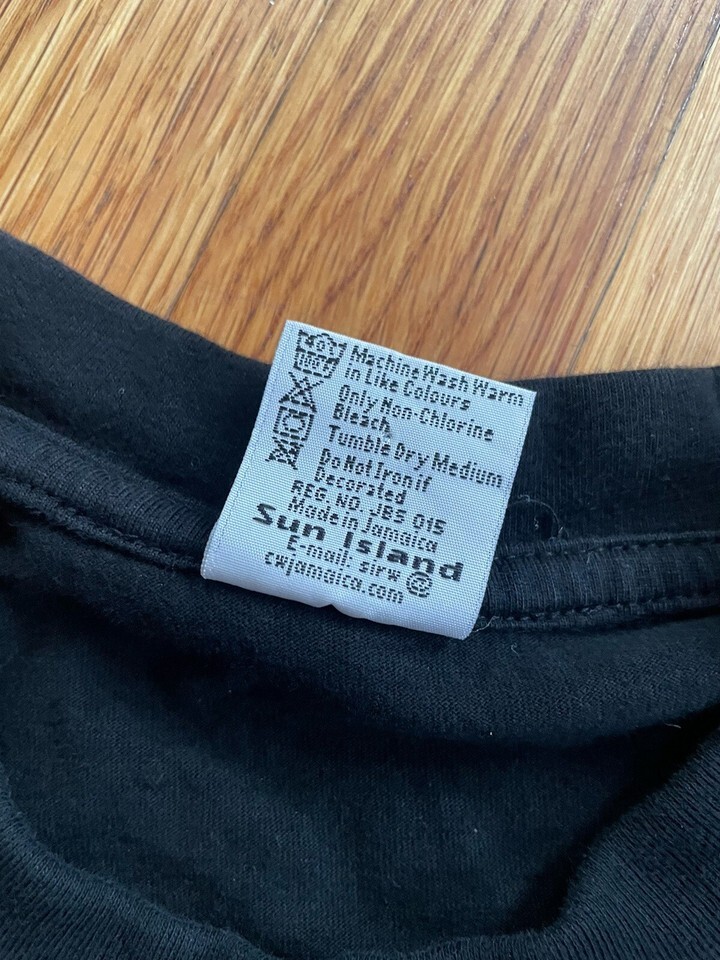 Machine Wash Warm
in Like Colours
Only Non-Chlorine
Bleach
Tumble Dry Medium
Do Not Iron if
Decorated
REG. NO. JBS 015
Made in Jamaica
Sun Island
E-mail: sirw @
cwjamaica.com